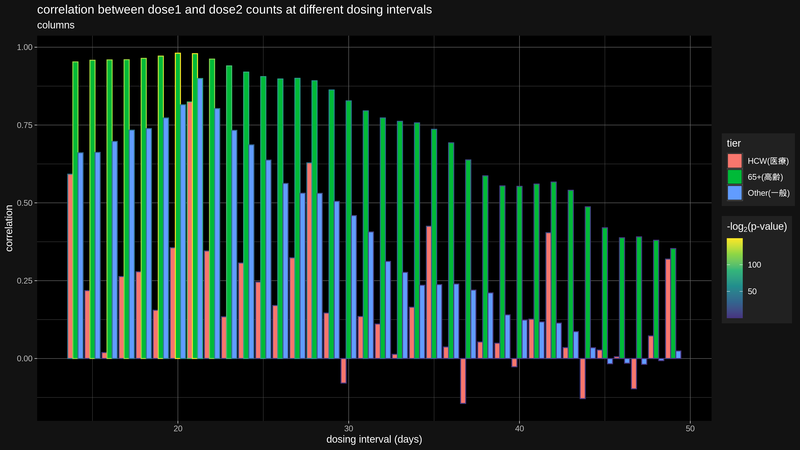 correlation between dose1 and dose2 counts at different dosing intervals
columns
correlation
1.00
0.75
0.50
0.25
0.00
20
30
40
50
dosing interval (days)
tier
HCW(医療)
65+(高齢)
Other(一般)
-log2(p-value)
100
50